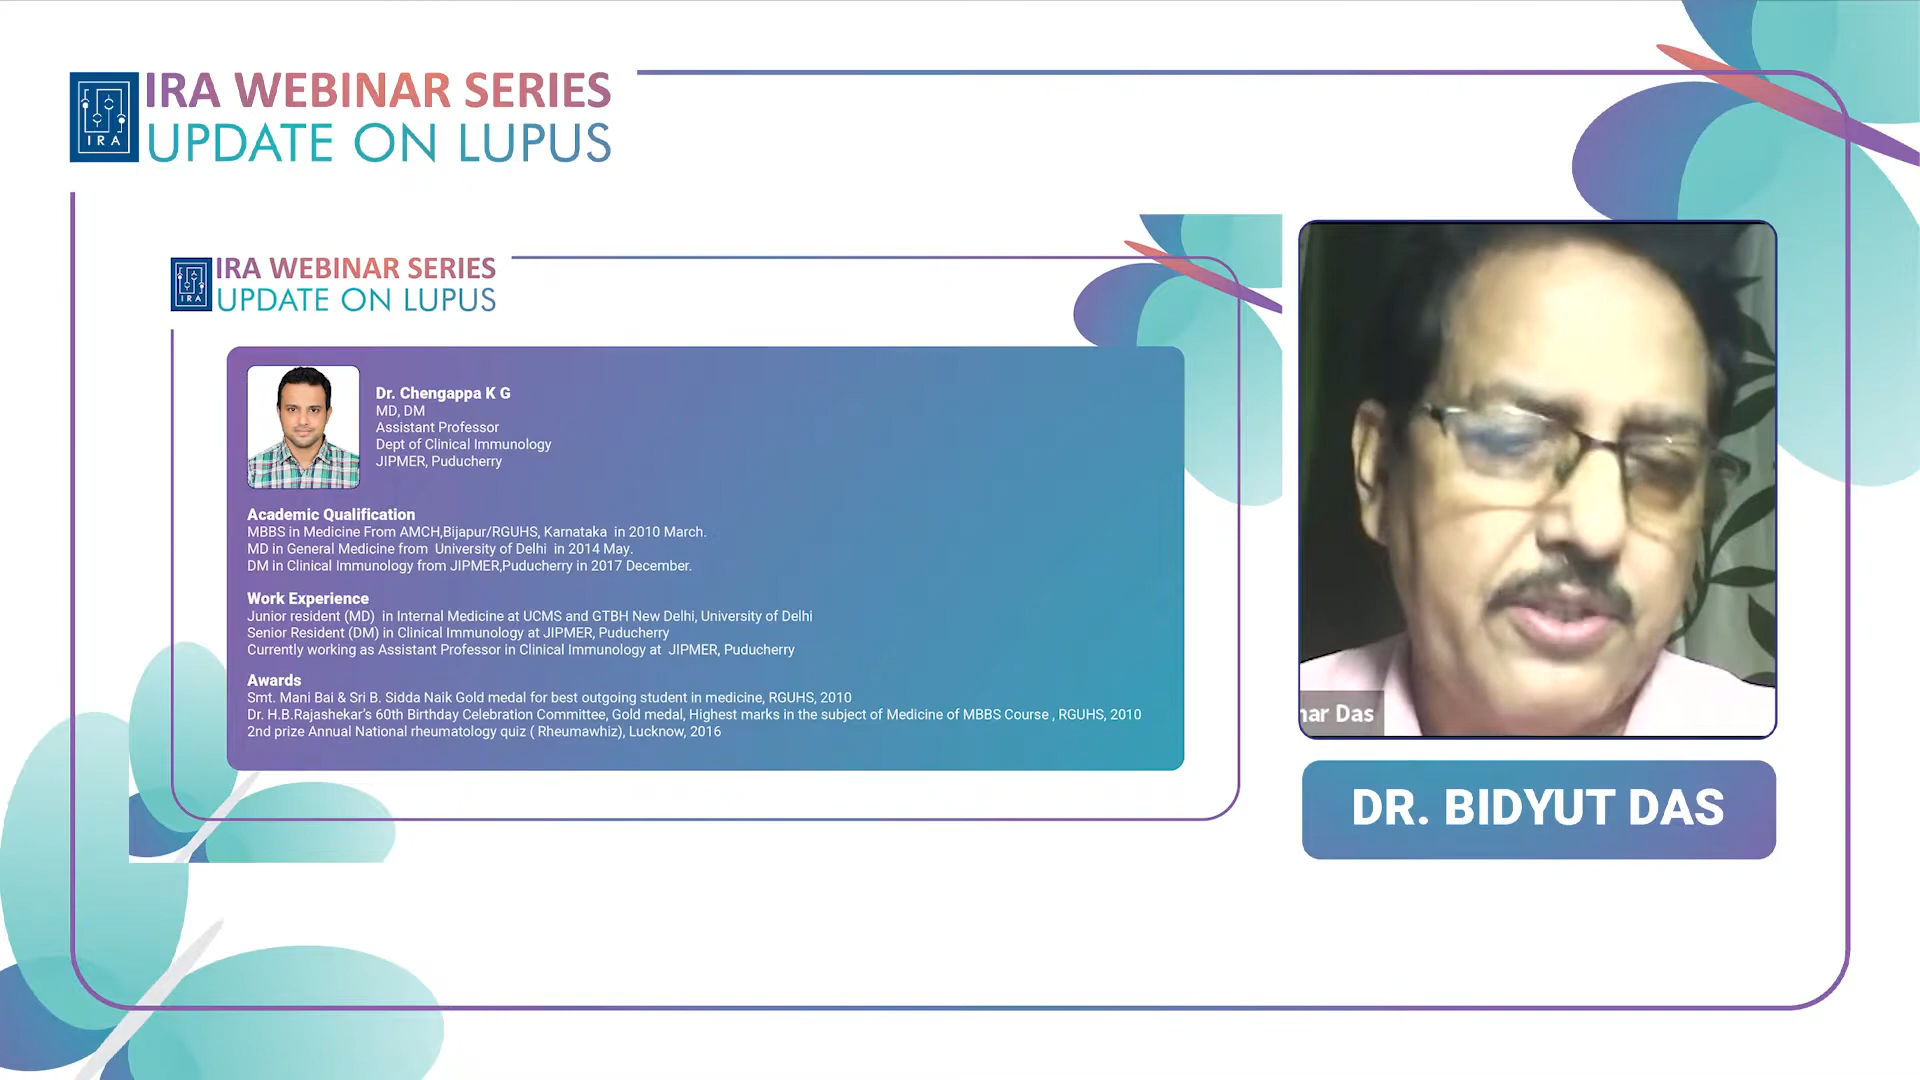 IRA WEBINAR SERIES
UPDATE ON LUPUS
IRA
IRA WEBINAR SERIES
UPDATE ON LUPUS
IRA
Dr. Chengappa K G
MD, DM
Assistant Professor
Dept of Clinical Immunology
JIPMER, Puducherry
Academic Qualification
MBBS in Medicine From AMCH,Bijapur/RGUHS, Karnataka in 2010 March.
MD in General Medicine from University of Delhi in 2014 May.
DM in Clinical Immunology from JIPMER,Puducherry in 2017 December.
Work Experience
Junior resident (MD) in Internal Medicine at UCMS and GTBH New Delhi, University of Delhi
Senior Resident (DM) in Clinical Immunology at JIPMER, Puducherry
Currently working as Assistant Professor in Clinical Immunology at JIPMER, Puducherry
Awards
Smt. Mani Bai & Sri B. Sidda Naik Gold medal for best outgoing student in medicine, RGUHS, 2010
Dr. H.B.Rajashekar’s 60th Birthday Celebration Committee, Gold medal, Highest marks in the subject of Medicine of MBBS Course , RGUHS, 2010
2nd prize Annual National rheumatology quiz ( Rheumawhiz), Lucknow, 2016
nar Das
DR. BIDYUT DAS